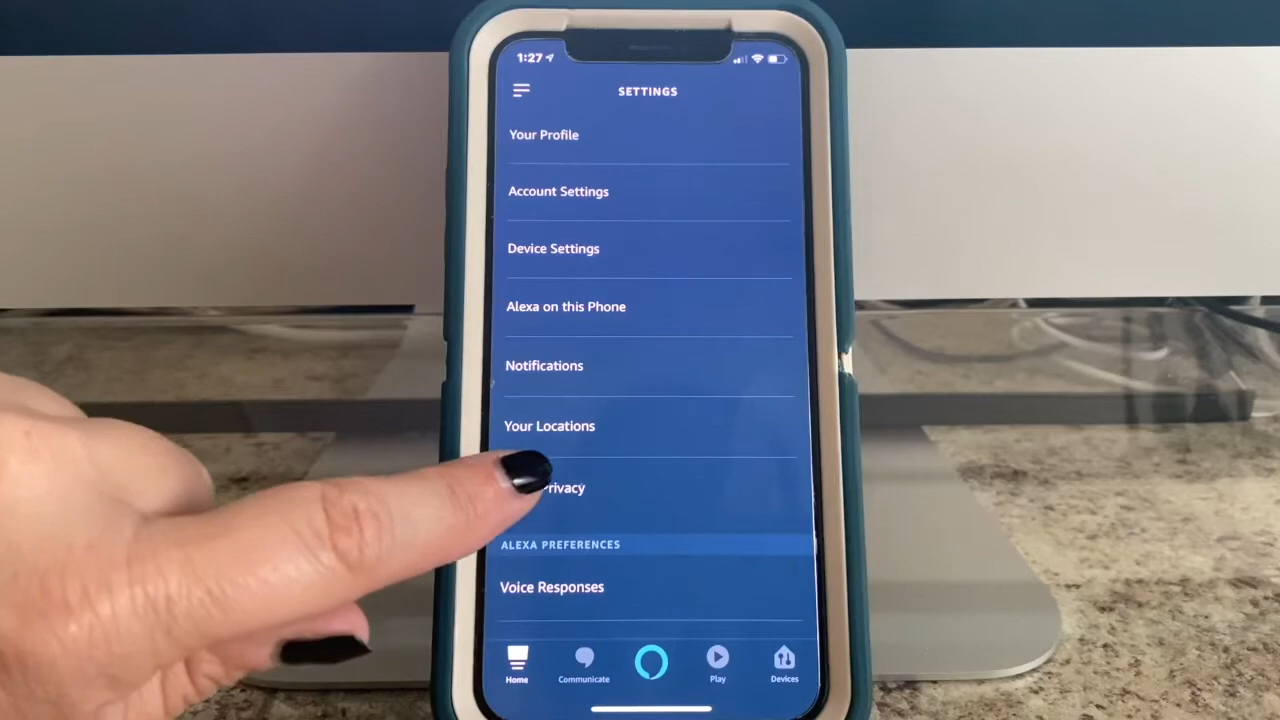 1:27
SETTINGS
Your Profile
Account Settings
Device Settings
Alexa on this Phone
Notifications
Your Locations
Privacy
ALEXA PREFERENCES
Voice Responses
Home
Communicate
Play
Devices